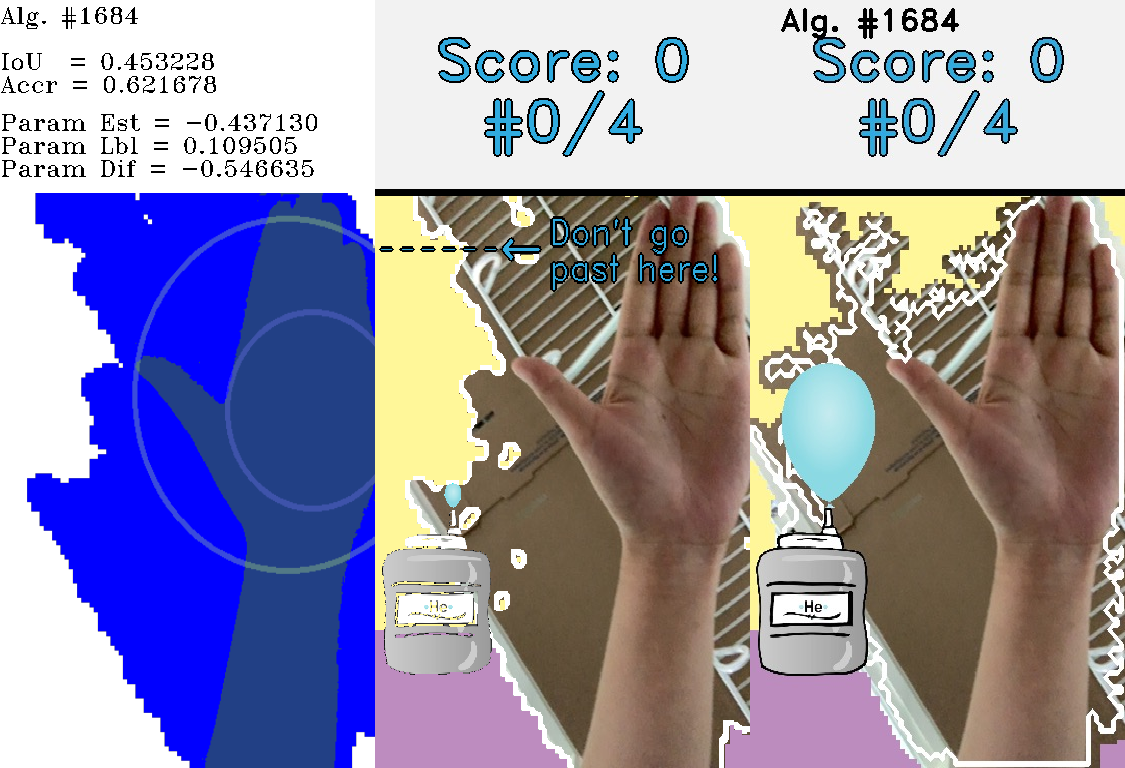 Alg. #1684
IoU = 0.453228
Accr = 0.621678
Param Est = −0.437130
Param Lbl = 0.109505
Param Dif = −0.546635
Score: 0
#0/4
Don't go
past here!
He
Alg. #1684
Score: 0
#0/4
He